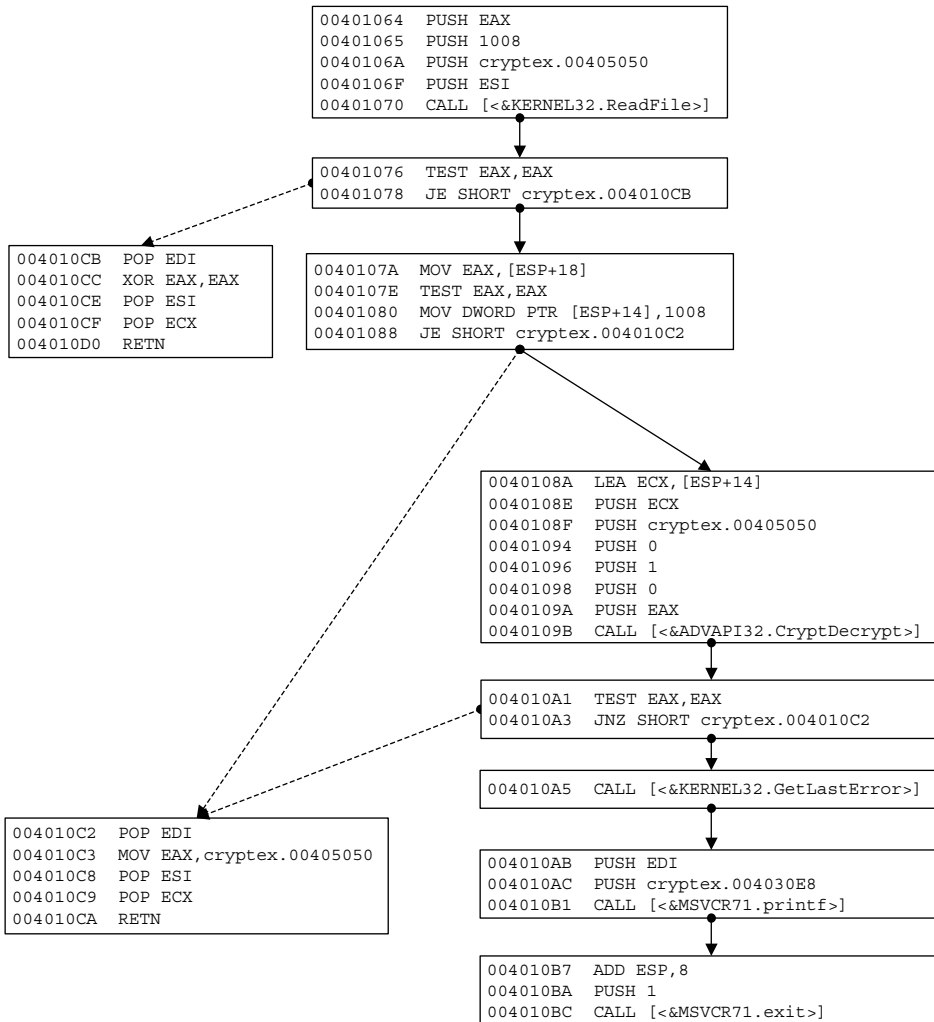 00401064 PUSH EAX
00401065 PUSH 1008
0040106A PUSH cryptex.00405050
0040106F PUSH ESI
00401070 CALL [<&KERNEL32.ReadFile>]
00401076 TEST EAX,EAX
00401078 JE SHORT cryptex.004010CB
004010CB POP EDI
004010CC XOR EAX,EAX
004010CE POP ESI
004010CF POP ECX
004010D0 RETN
0040107A MOV EAX,[ESP+18]
0040107E TEST EAX,EAX
00401080 MOV DWORD PTR [ESP+14],1008
00401088 JE SHORT cryptex.004010C2
0040108A LEA ECX,[ESP+14]
0040108E PUSH ECX
0040108F PUSH cryptex.00405050
00401094 PUSH 0
00401096 PUSH 1
00401098 PUSH 0
0040109A PUSH EAX
0040109B CALL [<&ADVAPI32.CryptDecrypt>]
004010A1 TEST EAX,EAX
004010A3 JNZ SHORT cryptex.004010C2
004010A5 CALL [<&KERNEL32.GetLastError>]
004010C2 POP EDI
004010C3 MOV EAX,cryptex.00405050
004010C8 POP ESI
004010C9 POP ECX
004010CA RETN
004010AB PUSH EDI
004010AC PUSH cryptex.004030E8
004010B1 CALL [<&MSVCR71.printf>]
004010B7 ADD ESP,8
004010BA PUSH 1
004010BC CALL [<&MSVCR71.exit>]